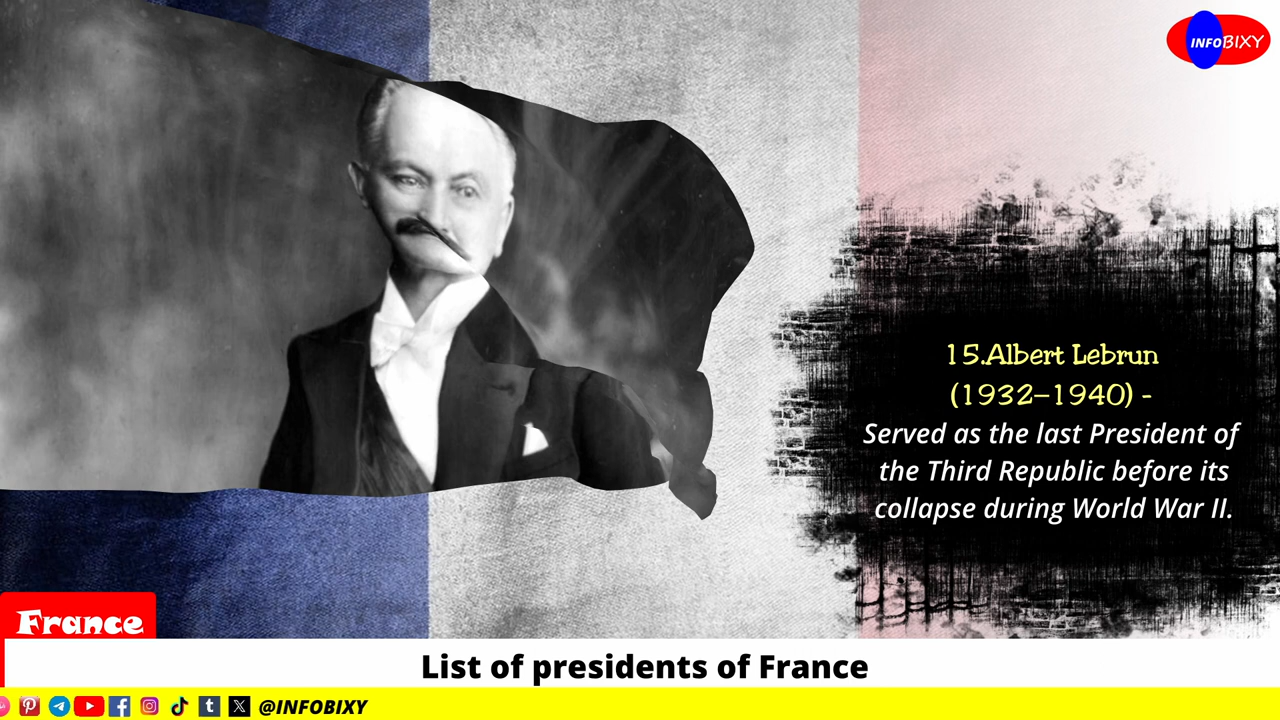 INFOBIXY
15.Albert Lebrun
(1932–1940) -
Served as the last President of
the Third Republic before its
collapse during World War II.
France
List of presidents of France
@INFOBIXY